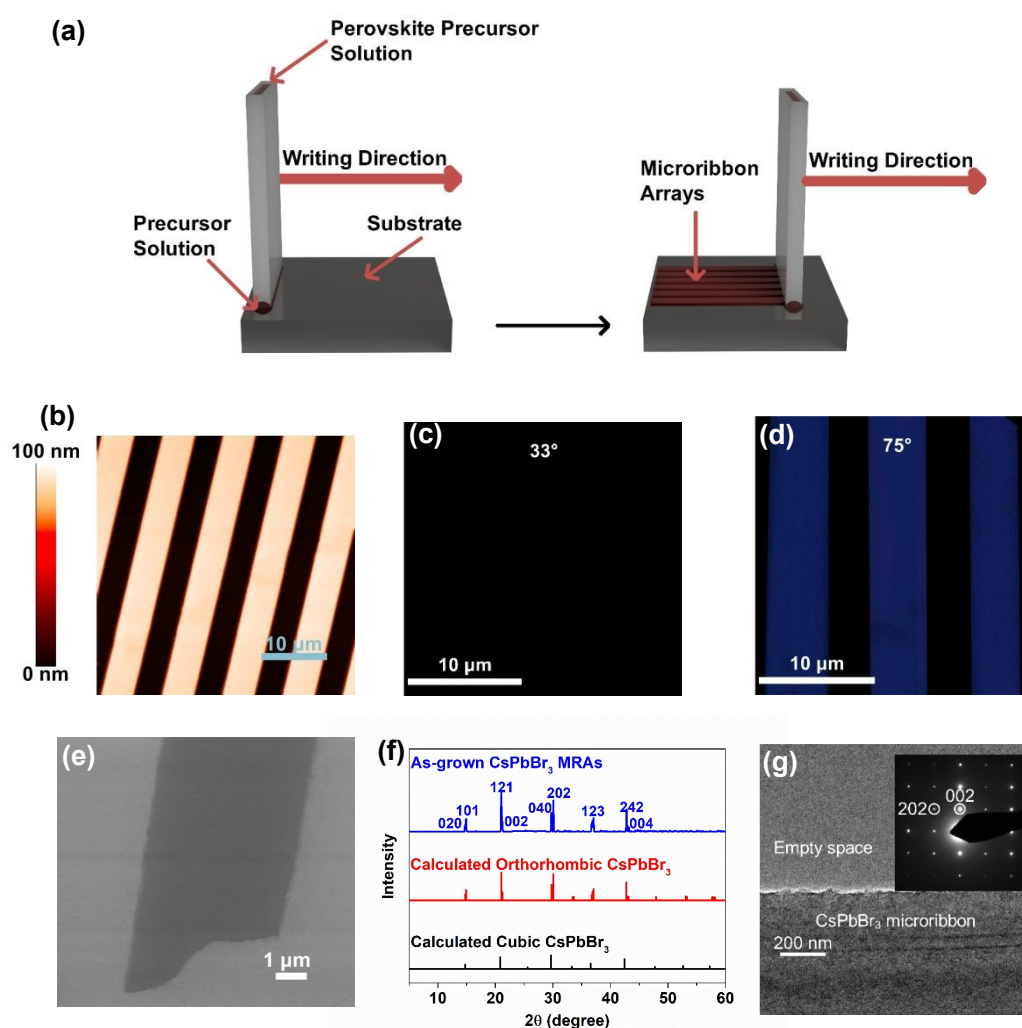 (a)
Perovskite Precursor
Solution
Writing Direction
Precursor
Solution
Substrate
Microribbon
Arrays
Writing Direction
(b)
100 nm
0 nm
10 μm
(c)
33°
10 μm
(d)
75°
10 μm
(e)
1 μm
(f)
As-grown CsPbBr₃ MRAs
121
202
101
040
123
242
020
002
004
Calculated Orthorhombic CsPbBr₃
Calculated Cubic CsPbBr₃
Intensity
10 20 30 40 50 60
2θ (degree)
(g)
002
202
Empty space
CsPbBr₃ microribbon
200 nm